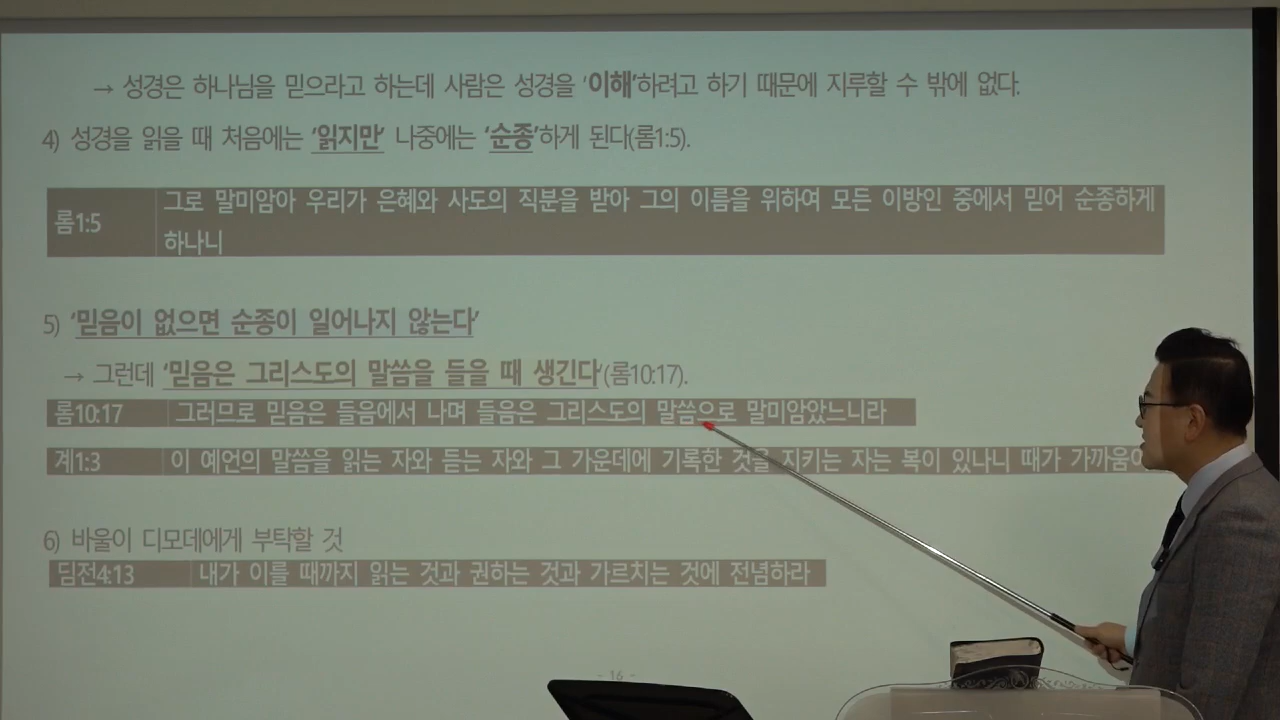 → 성경은 하나님을 믿으라고 하는데 사람은 성경을 '이해'하려고 하기 때문에 지루할 수 밖에 없다.
4) 성경을 읽을 때 처음에는 '읽지만' 나중에는 '순종'하게 된다(롬1:5).
롬1:5 그로 말미암아 우리가 은혜와 사도의 직분을 받아 그의 이름을 위하여 모든 이방인 중에서 믿어 순종하게
하나니
5) '믿음이 없으면 순종이 일어나지 않는다'
→ 그런데 '믿음은 그리스도의 말씀을 들을 때 생긴다'(롬10:17).
롬10:17 그러므로 믿음은 들음에서 나며 들음은 그리스도의 말씀으로 말미암았느니라
계1:3 이 예언의 말씀을 읽는 자와 듣는 자와 그 가운데에 기록한 것을 지키는 자는 복이 있나니 때가 가까움
6) 바울이 디모데에게 부탁할 것
딤전4:13 내가 이를 때까지 읽는 것과 권하는 것과 가르치는 것에 전념하라
- 16 -